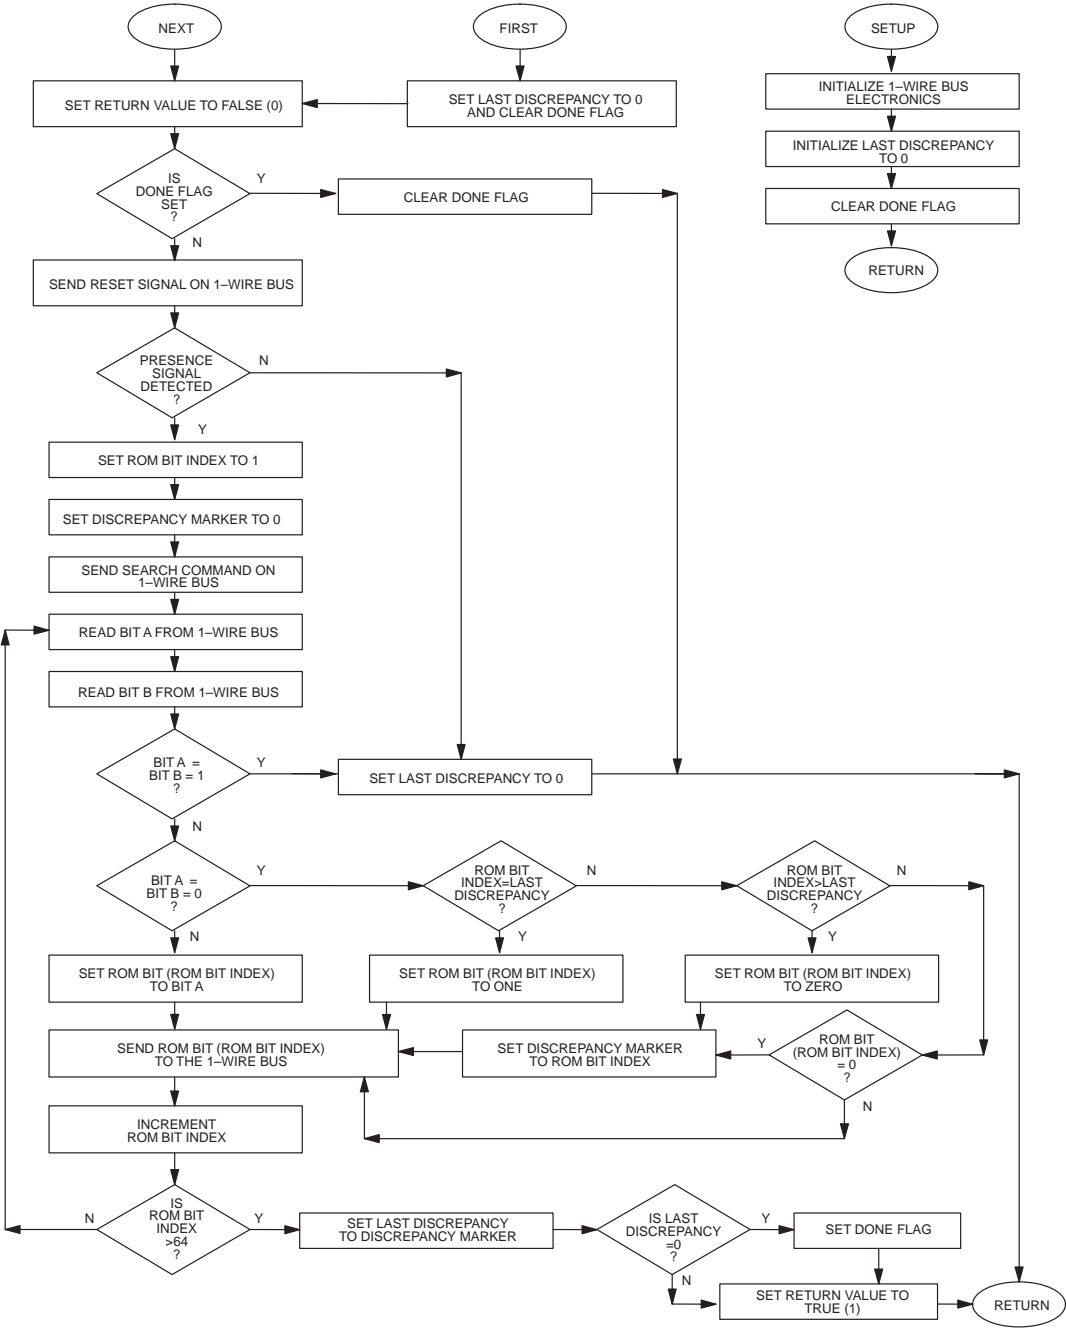 NEXT
FIRST
SETUP
SET RETURN VALUE TO FALSE (0)
SET LAST DISCREPANCY TO 0
AND CLEAR DONE FLAG
INITIALIZE 1–WIRE BUS
ELECTRONICS
INITIALIZE LAST DISCREPANCY
TO 0
IS
DONE FLAG
SET
?
Y
N
CLEAR DONE FLAG
CLEAR DONE FLAG
RETURN
SEND RESET SIGNAL ON 1–WIRE BUS
PRESENCE
SIGNAL
DETECTED
?
N
Y
SET ROM BIT INDEX TO 1
SET DISCREPANCY MARKER TO 0
SEND SEARCH COMMAND ON
1–WIRE BUS
READ BIT A FROM 1–WIRE BUS
READ BIT B FROM 1–WIRE BUS
BIT A =
BIT B = 1
?
Y
N
SET LAST DISCREPANCY TO 0
BIT A =
BIT B = 0
?
Y
N
ROM BIT
INDEX=LAST
DISCREPANCY
?
N
Y
ROM BIT
INDEX>LAST
DISCREPANCY
?
N
Y
SET ROM BIT (ROM BIT INDEX)
TO BIT A
SET ROM BIT (ROM BIT INDEX)
TO ONE
SET ROM BIT (ROM BIT INDEX)
TO ZERO
SEND ROM BIT (ROM BIT INDEX)
TO THE 1–WIRE BUS
SET DISCREPANCY MARKER
TO ROM BIT INDEX
Y
ROM BIT
(ROM BIT INDEX)
= 0
?
N
INCREMENT
ROM BIT INDEX
N
IS
ROM BIT
INDEX
>64
?
Y
SET LAST DISCREPANCY
TO DISCREPANCY MARKER
IS LAST
DISCREPANCY
=0
?
Y
N
SET DONE FLAG
SET RETURN VALUE TO
TRUE (1)
RETURN